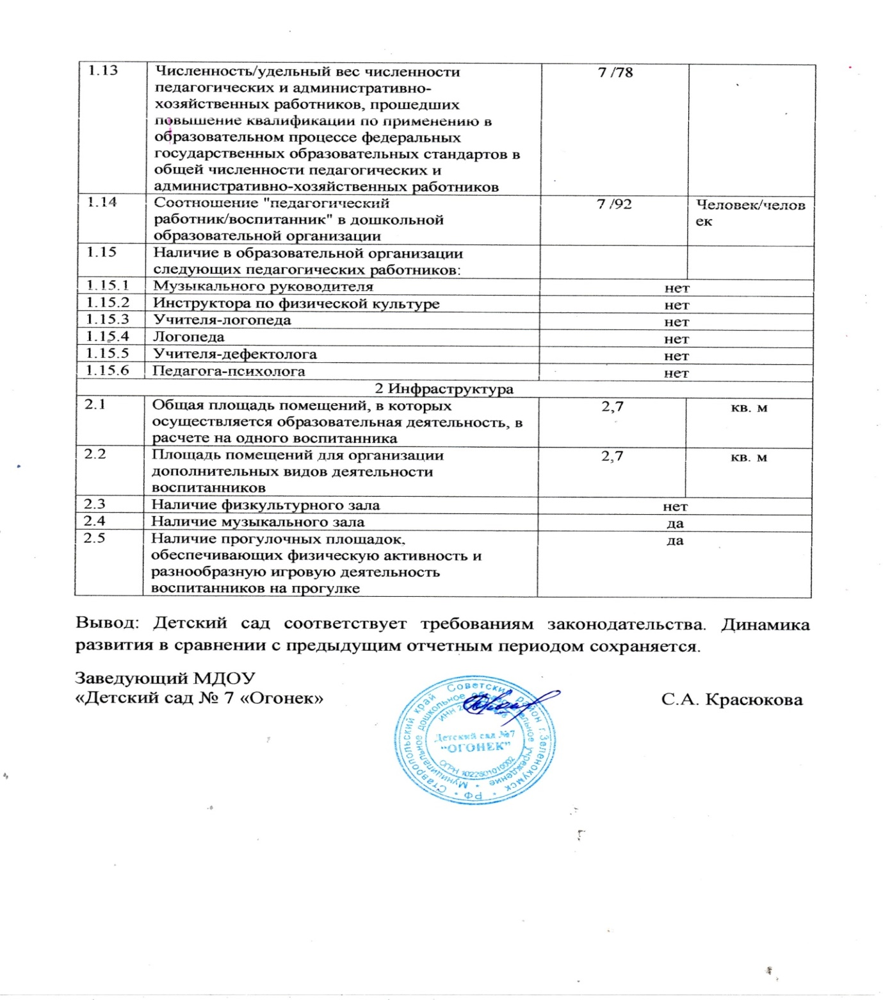 1.13 Численность/удельный вес численности 7 /78
педагогических и административно-
хозяйственных работников, прошедших
повышение квалификации по применению в
образовательном процессе федеральных
государственных образовательных стандартов в
общей численности педагогических и
административно-хозяйственных работников
1.14 Соотношение "педагогический 7 /92 Человек/челов
работник/воспитанник" в дошкольной ек
образовательной организации
1.15 Наличие в образовательной организации
следующих педагогических работников:
1.15.1 Музыкального руководителя нет
1.15.2 Инструктора по физической культуре нет
1.15.3 Учителя-логопеда нет
1.15.4 Логопеда нет
1.15.5 Учителя-дефектолога нет
1.15.6 Педагога-психолога нет
2 Инфраструктура
2.1 Общая площадь помещений, в которых 2,7 кв. м
осуществляется образовательная деятельность, в
расчете на одного воспитанника
2.2 Площадь помещений для организации 2,7 кв. м
дополнительных видов деятельности
воспитанников
2.3 Наличие физкультурного зала нет
2.4 Наличие музыкального зала да
2.5 Наличие прогулочных площадок, да
обеспечивающих физическую активность и
разнообразную игровую деятельность
воспитанников на прогулке
Вывод: Детский сад соответствует требованиям законодательства. Динамика
развития в сравнении с предыдущим отчетным периодом сохраняется.
Заведующий МДОУ
«Детский сад № 7 «Огонек» С.А. Красюкова
РФ * Ставропольский край Советский район г.Зеленокумск *
Муниципальное дошкольное образовательное учреждение *
ИНН
Детский сад №7
"ОГОНЕК"
ОГРН